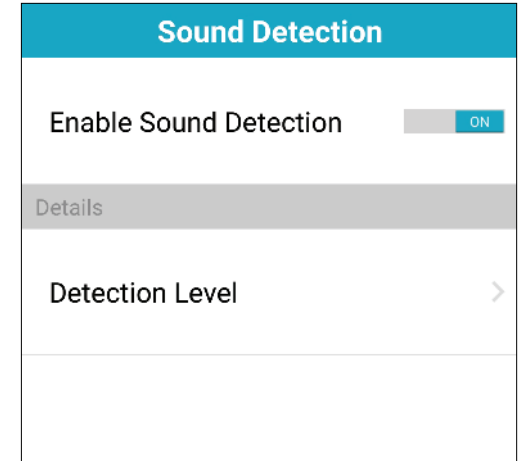 Sound Detection
Enable Sound Detection ON
Details
Detection Level